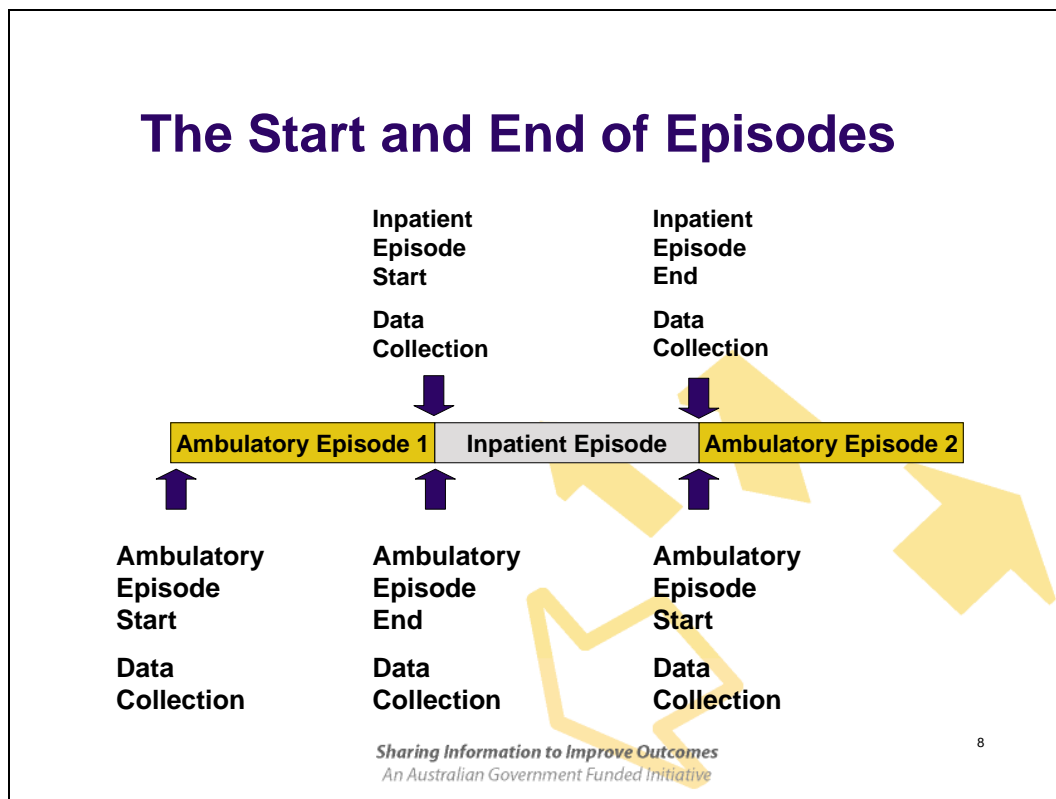 The Start and End of Episodes
Inpatient
Episode
Start
Data
Collection
Inpatient
Episode
End
Data
Collection
Ambulatory Episode 1
Inpatient Episode
Ambulatory Episode 2
Ambulatory
Episode
Start
Data
Collection
Ambulatory
Episode
End
Data
Collection
Ambulatory
Episode
Start
Data
Collection
Sharing Information to Improve Outcomes
An Australian Government Funded Initiative
8